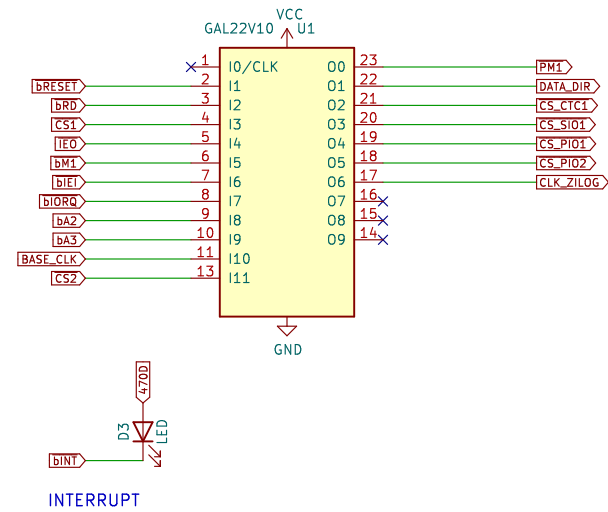 VCC
GAL22V10 U1
1 I0/CLK O0 23 PM1
bRESET 2 I1 O1 22 DATA_DIR
bRD 3 I2 O2 21 CS_CTC1
CS1 4 I3 O3 20 CS_SIO1
IEO 5 I4 O4 19 CS_PIO1
bM1 6 I5 O5 18 CS_PIO2
bIEI 7 I6 O6 17 CLK_ZILOG
bIORQ 8 I7 O7 16
bA2 9 I8 O8 15
bA3 10 I9 O9 14
BASE_CLK 11 I10
CS2 13 I11
GND
470D
D3 LED
bINT
INTERRUPT